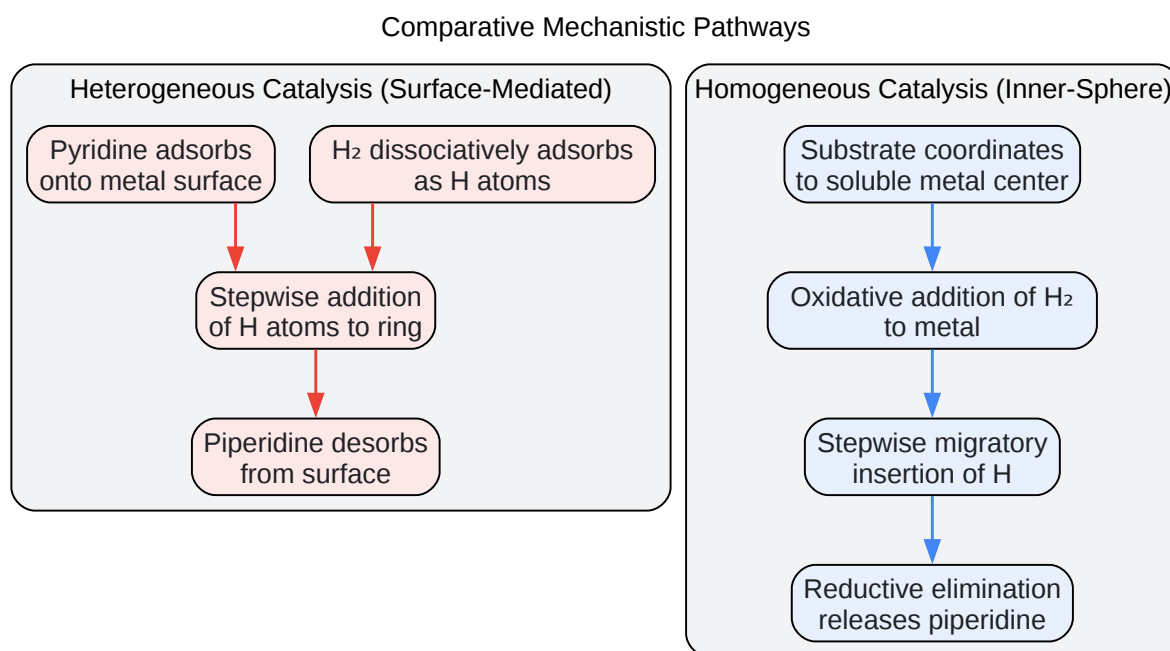 Comparative Mechanistic Pathways
Heterogeneous Catalysis (Surface-Mediated)
Pyridine adsorbs
onto metal surface
H₂ dissociatively adsorbs
as H atoms
Stepwise addition
of H atoms to ring
Piperidine desorbs
from surface
Homogeneous Catalysis (Inner-Sphere)
Substrate coordinates
to soluble metal center
Oxidative addition of H₂
to metal
Stepwise migratory
insertion of H
Reductive elimination
releases piperidine